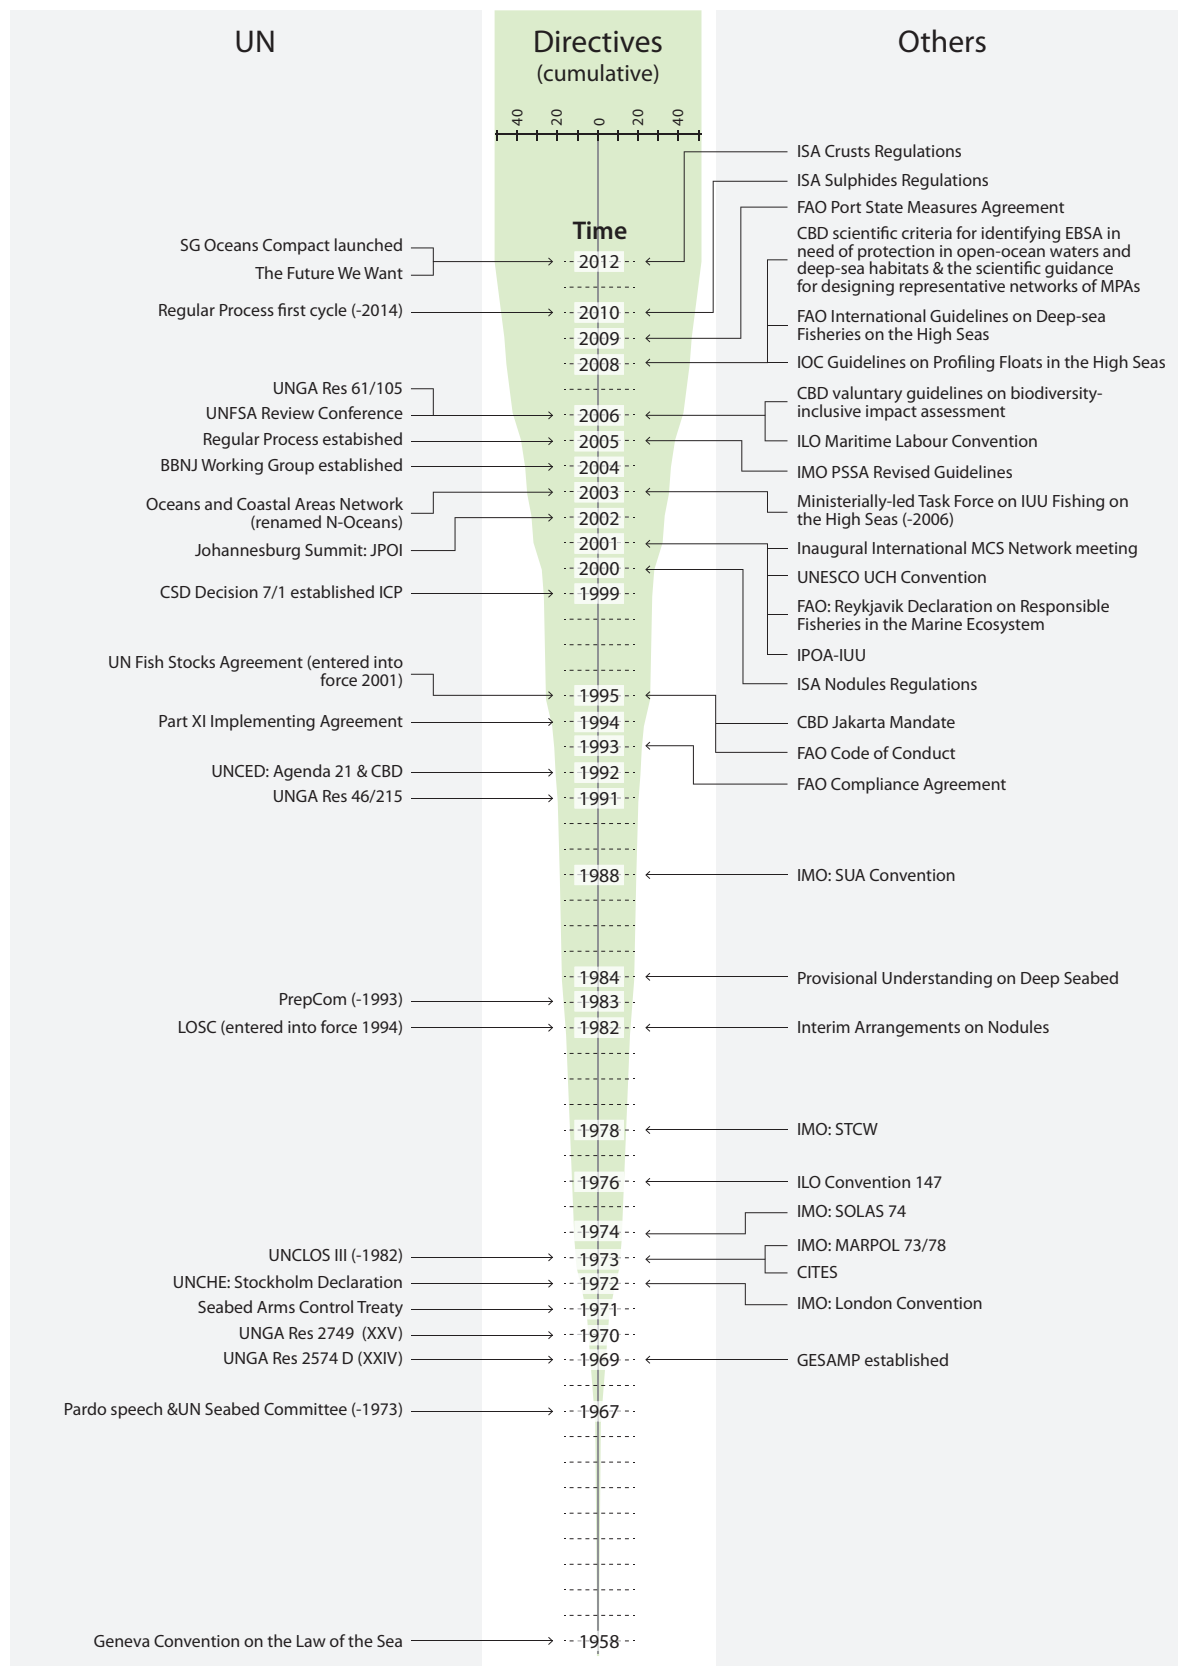 UN
Directives
(cumulative)
Others
40
20
0
20
40
Time
SG Oceans Compact launched
The Future We Want
Regular Process first cycle (-2014)
UNGA Res 61/105
UNFSA Review Conference
Regular Process estabished
BBNJ Working Group established
Oceans and Coastal Areas Network
(renamed N-Oceans)
Johannesburg Summit: JPOI
CSD Decision 7/1 established ICP
UN Fish Stocks Agreement (entered into
force 2001)
Part XI Implementing Agreement
UNCED: Agenda 21 & CBD
UNGA Res 46/215
PrepCom (-1993)
LOSC (entered into force 1994)
UNCLOS III (-1982)
UNCHE: Stockholm Declaration
Seabed Arms Control Treaty
UNGA Res 2749 (XXV)
UNGA Res 2574 D (XXIV)
Pardo speech &UN Seabed Committee (-1973)
Geneva Convention on the Law of the Sea
2012
2010
2009
2008
2006
2005
2004
2003
2002
2001
2000
1999
1995
1994
1993
1992
1991
1988
1984
1983
1982
1978
1976
1974
1973
1972
1971
1970
1969
1967
1958
ISA Crusts Regulations
ISA Sulphides Regulations
FAO Port State Measures Agreement
CBD scientific criteria for identifying EBSA in
need of protection in open-ocean waters and
deep-sea habitats & the scientific guidance
for designing representative networks of MPAs
FAO International Guidelines on Deep-sea
Fisheries on the High Seas
IOC Guidelines on Profiling Floats in the High Seas
CBD valuntary guidelines on biodiversity-
inclusive impact assessment
ILO Maritime Labour Convention
IMO PSSA Revised Guidelines
Ministerially-led Task Force on IUU Fishing on
the High Seas (-2006)
Inaugural International MCS Network meeting
UNESCO UCH Convention
FAO: Reykjavik Declaration on Responsible
Fisheries in the Marine Ecosystem
IPOA-IUU
ISA Nodules Regulations
CBD Jakarta Mandate
FAO Code of Conduct
FAO Compliance Agreement
IMO: SUA Convention
Provisional Understanding on Deep Seabed
Interim Arrangements on Nodules
IMO: STCW
ILO Convention 147
IMO: SOLAS 74
IMO: MARPOL 73/78
CITES
IMO: London Convention
GESAMP established